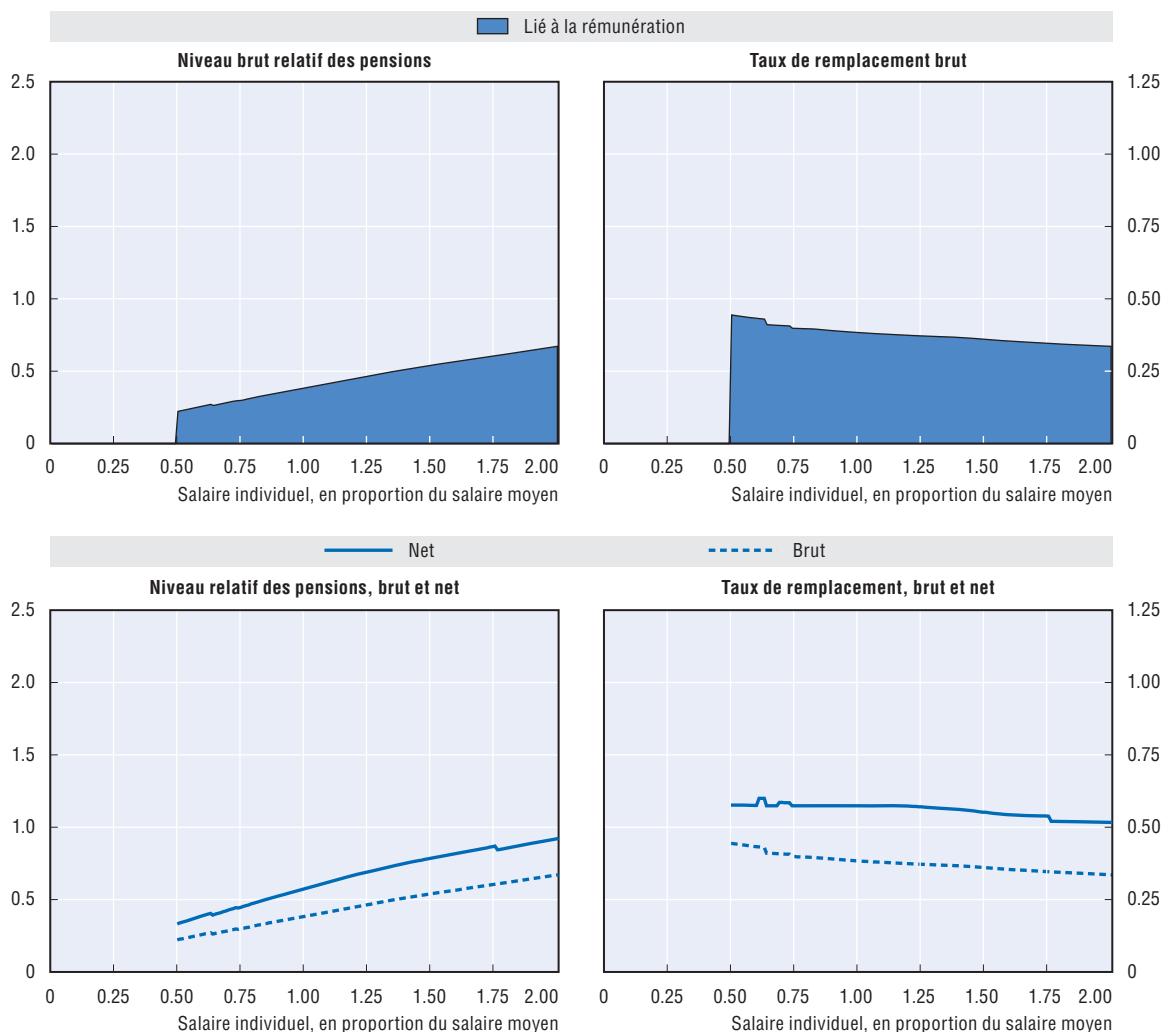 Lié à la rémunération
Niveau brut relatif des pensions
Taux de remplacement brut
2.5
2.0
1.5
1.0
0.5
0
1.25
1.00
0.75
0.50
0.25
0
0 0.25 0.50 0.75 1.00 1.25 1.50 1.75 2.00
0 0.25 0.50 0.75 1.00 1.25 1.50 1.75 2.00
Salaire individuel, en proportion du salaire moyen
Salaire individuel, en proportion du salaire moyen
Net
Brut
Niveau relatif des pensions, brut et net
Taux de remplacement, brut et net
2.5
2.0
1.5
1.0
0.5
0
1.25
1.00
0.75
0.50
0.25
0
0 0.25 0.50 0.75 1.00 1.25 1.50 1.75 2.00
0 0.25 0.50 0.75 1.00 1.25 1.50 1.75 2.00
Salaire individuel, en proportion du salaire moyen
Salaire individuel, en proportion du salaire moyen